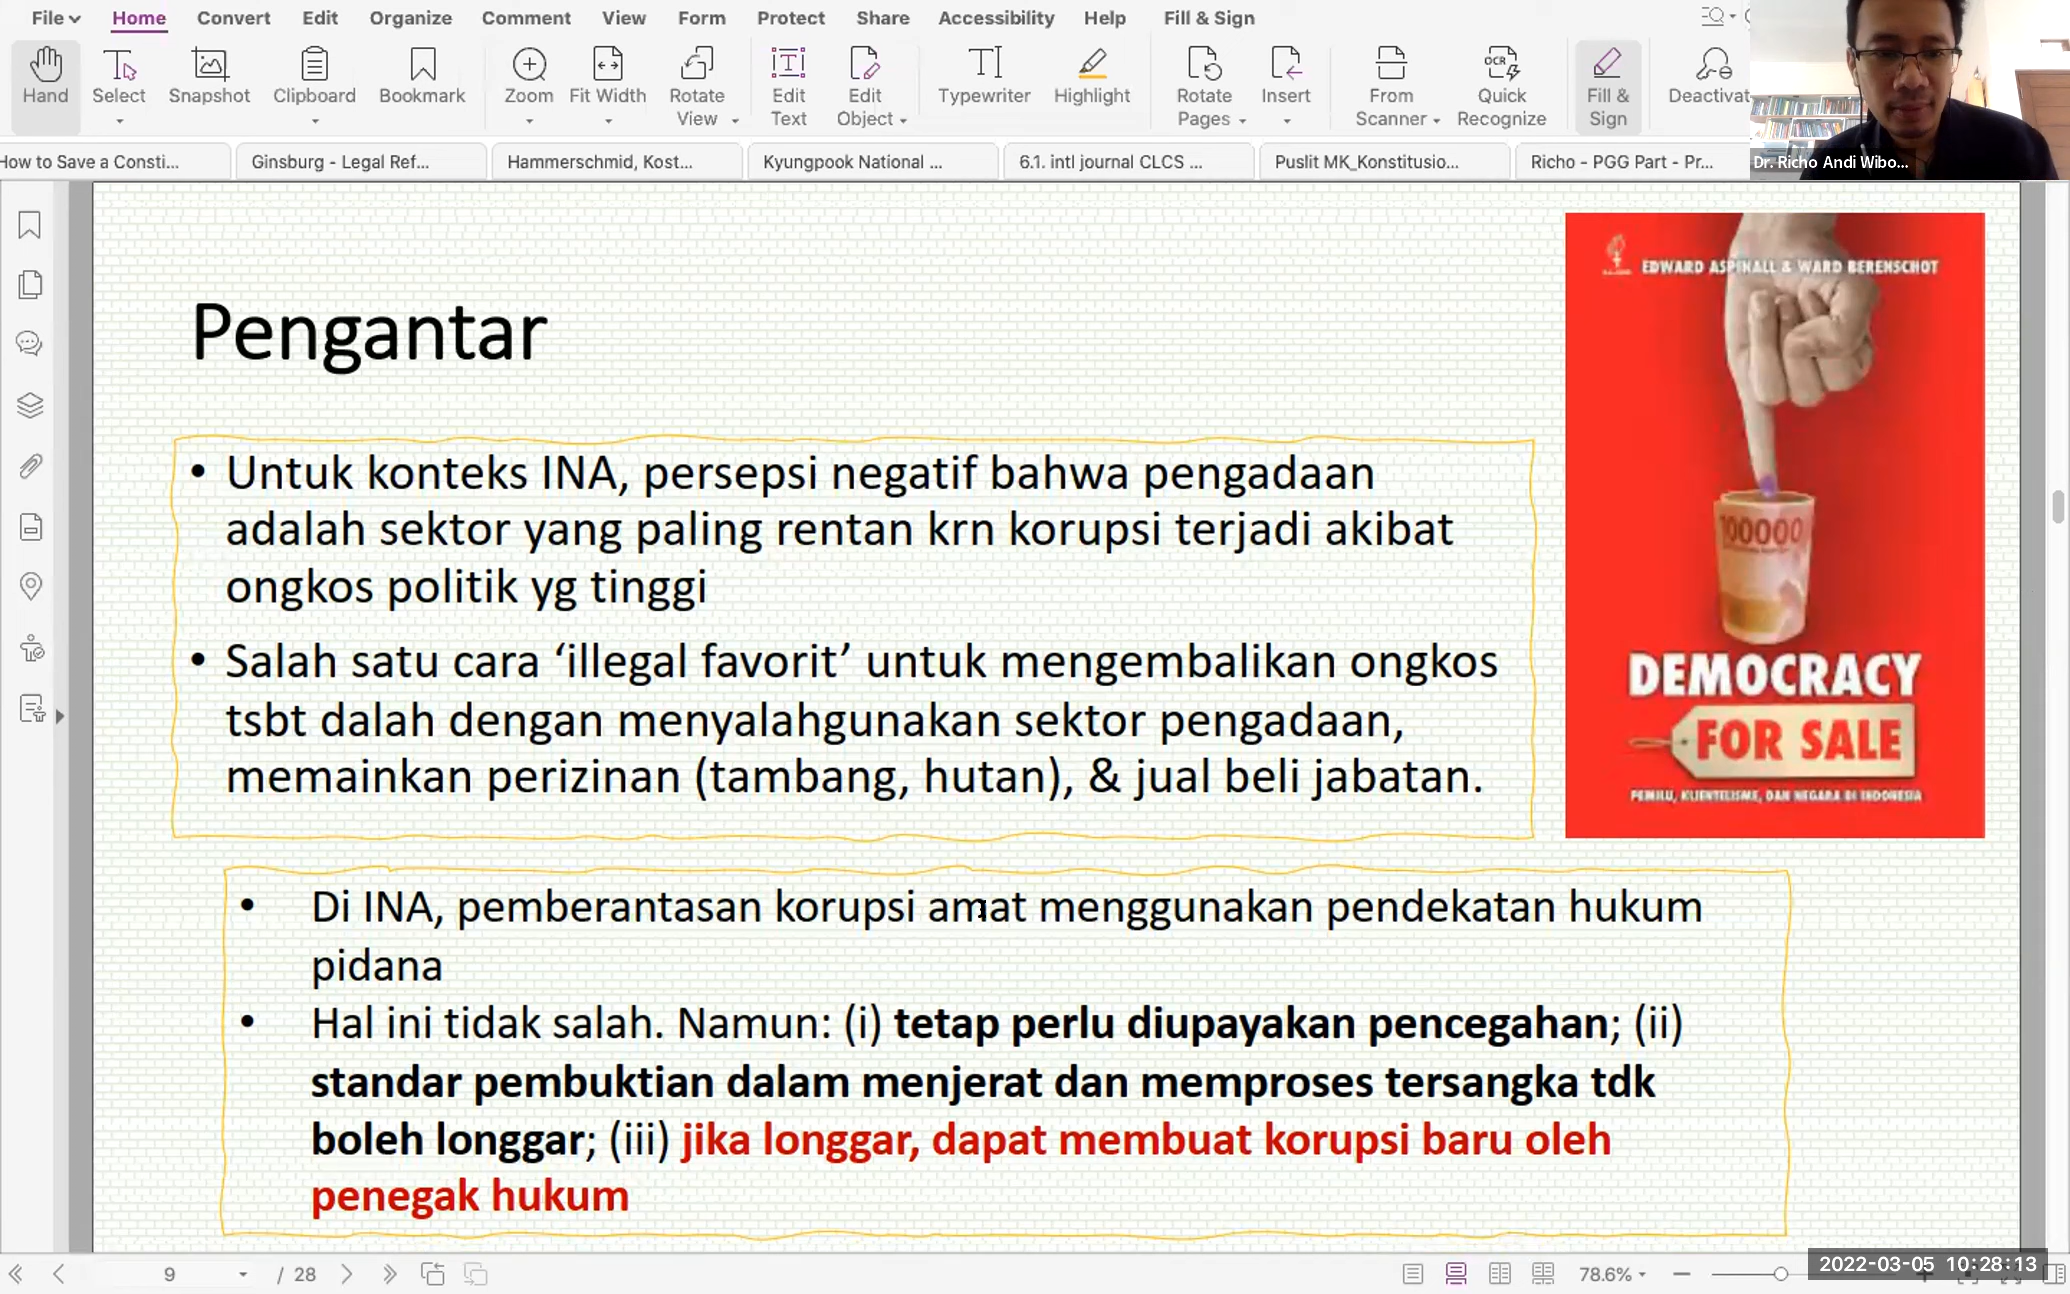 File
Home
Convert
Edit
Organize
Comment
View
Form
Protect
Share
Accessibility
Help
Fill & Sign
Hand
Select
Snapshot
Clipboard
Bookmark
Zoom
Fit Width
Rotate
View
Edit
Text
Edit
Object
Typewriter
Highlight
Rotate
Pages
Insert
From
Scanner
OCR
Quick
Recognize
Fill &
Sign
Deactivat
How to Save a Consti...
Ginsburg - Legal Ref...
Hammerschmid, Kost...
Kyungpook National ...
6.1. intl journal CLCS ...
Puslit MK_Konstitusio...
Richo - PGG Part - Pr...
Dr. Richo Andi Wibo...
Pengantar
• Untuk konteks INA, persepsi negatif bahwa pengadaan
adalah sektor yang paling rentan krn korupsi terjadi akibat
ongkos politik yg tinggi
• Salah satu cara ‘illegal favorit’ untuk mengembalikan ongkos
tsbt dalah dengan menyalahgunakan sektor pengadaan,
memainkan perizinan (tambang, hutan), & jual beli jabatan.
EDWARD ASPINALL & WARD BERENSCHOT
100000
DEMOCRACY
FOR SALE
PEMILU, KLIENTELISME, DAN NEGARA DI INDONESIA
• Di INA, pemberantasan korupsi amat menggunakan pendekatan hukum
pidana
• Hal ini tidak salah. Namun: (i) tetap perlu diupayakan pencegahan; (ii)
standar pembuktian dalam menjerat dan memproses tersangka tdk
boleh longgar; (iii) jika longgar, dapat membuat korupsi baru oleh
penegak hukum
9 / 28
78.6%
2022-03-05 10:28:13